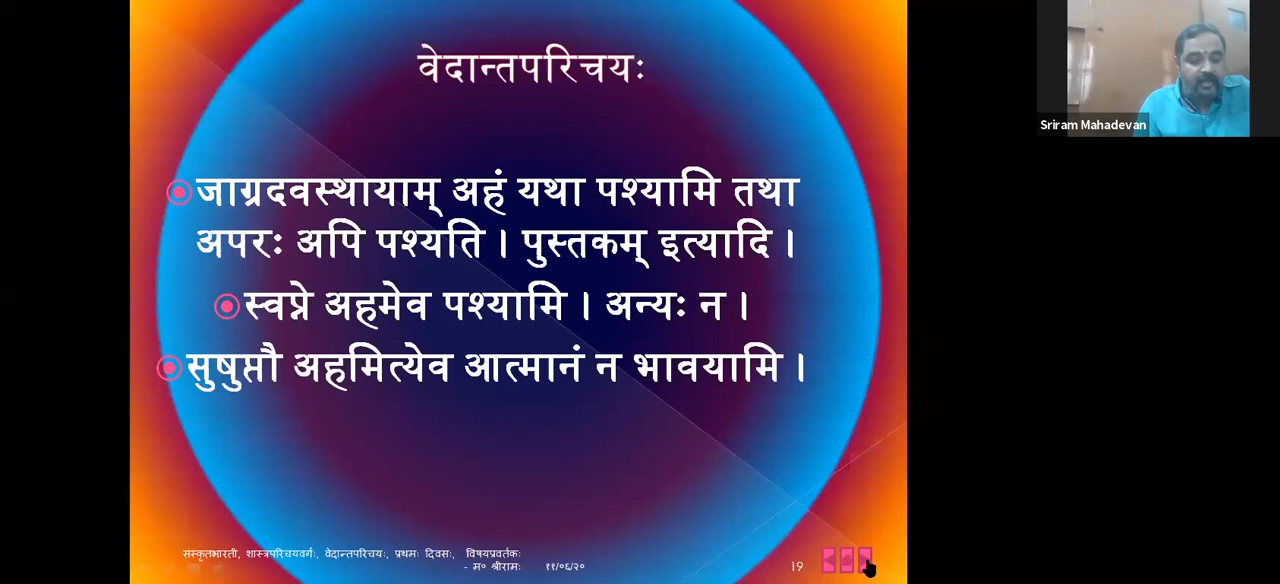 वेदान्तपरिचयः
जाग्रदवस्थायाम् अहं यथा पश्यामि तथा
अपरः अपि पश्यति । पुस्तकम् इत्यादि ।
स्वप्ने अहमेव पश्यामि । अन्यः न ।
सुषुप्तौ अहमित्येव आत्मानं न भावयामि ।
संस्कृतभारती, शास्त्रपरिचयवर्गः, वेदान्तपरिचयः, प्रथमः दिवसः, विषयप्रवर्तकः
- म० श्रीरामः ११/०६/२०
19
Sriram Mahadevan